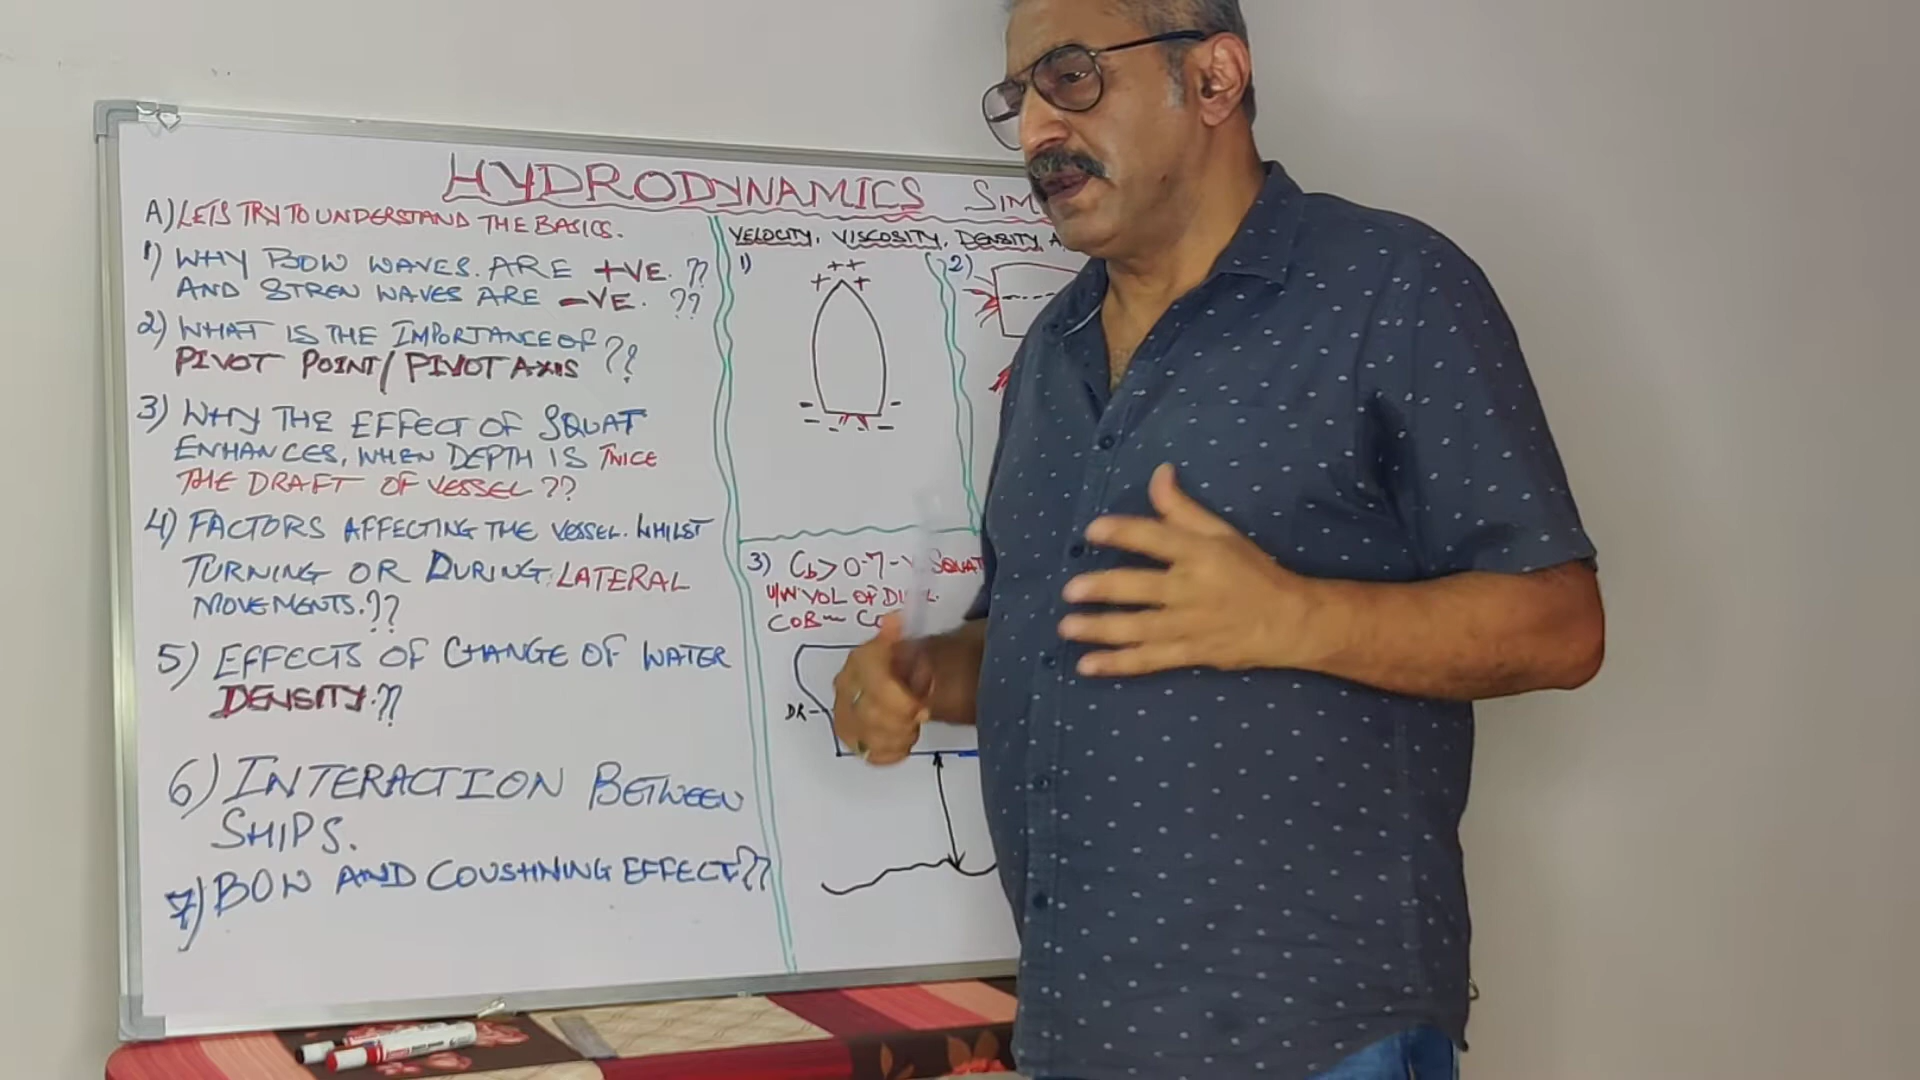 HYDRODYNAMICS SIM
A) LETS TRY TO UNDERSTAND THE BASICS.
1) WHY BOW WAVES. ARE +VE. ??
AND STREN WAVES ARE -VE. ??
2) WHAT IS THE IMPORTANCE OF
PIVOT POINT/PIVOT AXIS ??
3) WHY THE EFFECT OF SQUAT
ENHANCES, WHEN DEPTH IS TWICE
THE DRAFT OF VESSEL ??
4) FACTORS AFFECTING THE VESSEL. WHILST
TURNING OR DURING LATERAL
MOVEMENTS.??
5) EFFECTS OF CHANGE OF WATER
DENSITY.??
6) INTERACTION BETWEEN
SHIPS.
7) BOW AND COUSHNING EFFECT??
VELOCITY, VISCOSITY, DENSITY A
1)
++
+ +
- -
- - - -
2)
3) Cb > 0.7 - SQUAT
U/W VOL OF
COB
DR